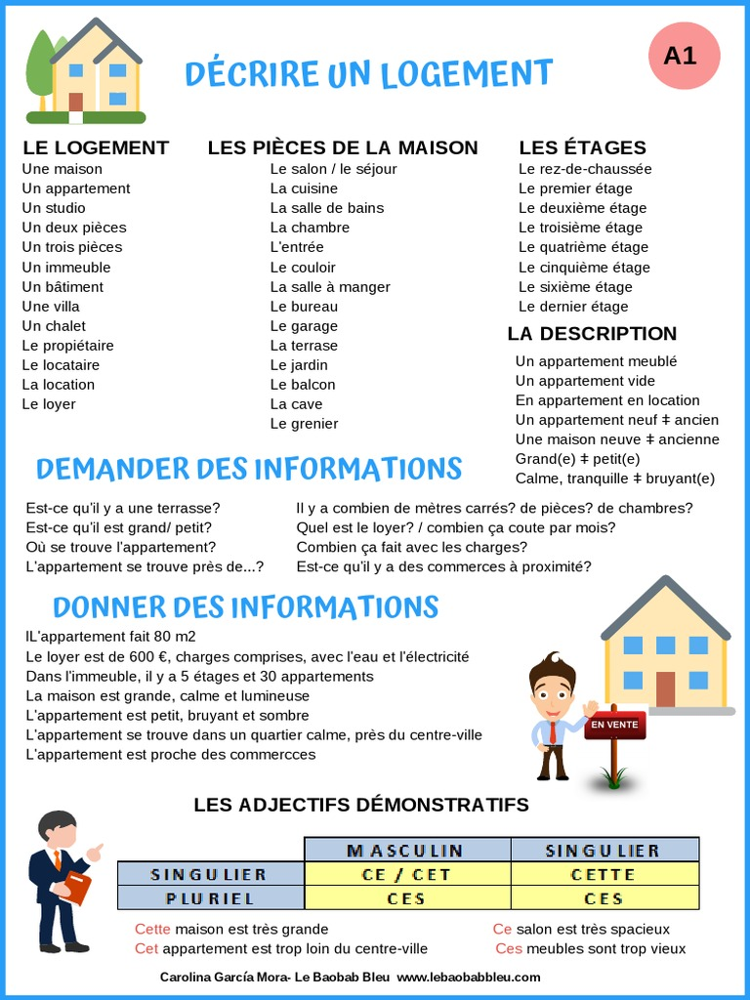 DÉCRIRE UN LOGEMENT
A1
LE LOGEMENT
Une maison
Un appartement
Un studio
Un deux pièces
Un trois pièces
Un immeuble
Un bâtiment
Une villa
Un chalet
Le propiétaire
Le locataire
La location
Le loyer
LES PIÈCES DE LA MAISON
Le salon / le séjour
La cuisine
La salle de bains
La chambre
L'entrée
Le couloir
La salle à manger
Le bureau
Le garage
La terrase
Le jardin
Le balcon
La cave
Le grenier
LES ÉTAGES
Le rez-de-chaussée
Le premier étage
Le deuxième étage
Le troisième étage
Le quatrième étage
Le cinquième étage
Le sixième étage
Le dernier étage
LA DESCRIPTION
Un appartement meublé
Un appartement vide
En appartement en location
Un appartement neuf ǂ ancien
Une maison neuve ǂ ancienne
Grand(e) ǂ petit(e)
Calme, tranquille ǂ bruyant(e)
DEMANDER DES INFORMATIONS
Est-ce qu'il y a une terrasse?
Est-ce qu'il est grand/ petit?
Où se trouve l'appartement?
L'appartement se trouve près de...?
Il y a combien de mètres carrés? de pièces? de chambres?
Quel est le loyer? / combien ça coute par mois?
Combien ça fait avec les charges?
Est-ce qu'il y a des commerces à proximité?
DONNER DES INFORMATIONS
IL'appartement fait 80 m2
Le loyer est de 600 €, charges comprises, avec l'eau et l'électricité
Dans l'immeuble, il y a 5 étages et 30 appartements
La maison est grande, calme et lumineuse
L'appartement est petit, bruyant et sombre
L'appartement se trouve dans un quartier calme, près du centre-ville
L'appartement est proche des commercces
EN VENTE
LES ADJECTIFS DÉMONSTRATIFS
MASCULIN SINGULIER
SINGULIER CE / CET CETTE
PLURIEL CES CES
Cette maison est très grande
Cet appartement est trop loin du centre-ville
Ce salon est très spacieux
Ces meubles sont trop vieux
Carolina García Mora- Le Baobab Bleu www.lebaobabbleu.com